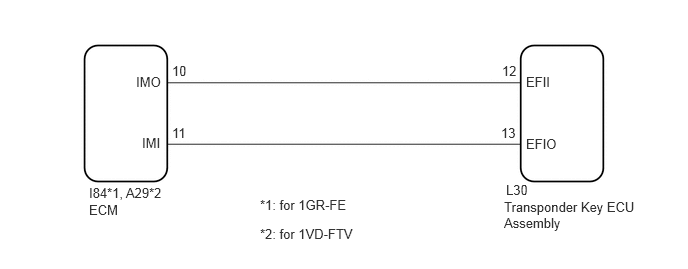 10
12
IMO
EFII
11
13
IMI
EFIO
I84*1, A29*2
ECM
*1: for 1GR-FE
*2: for 1VD-FTV
L30
Transponder Key ECU
Assembly